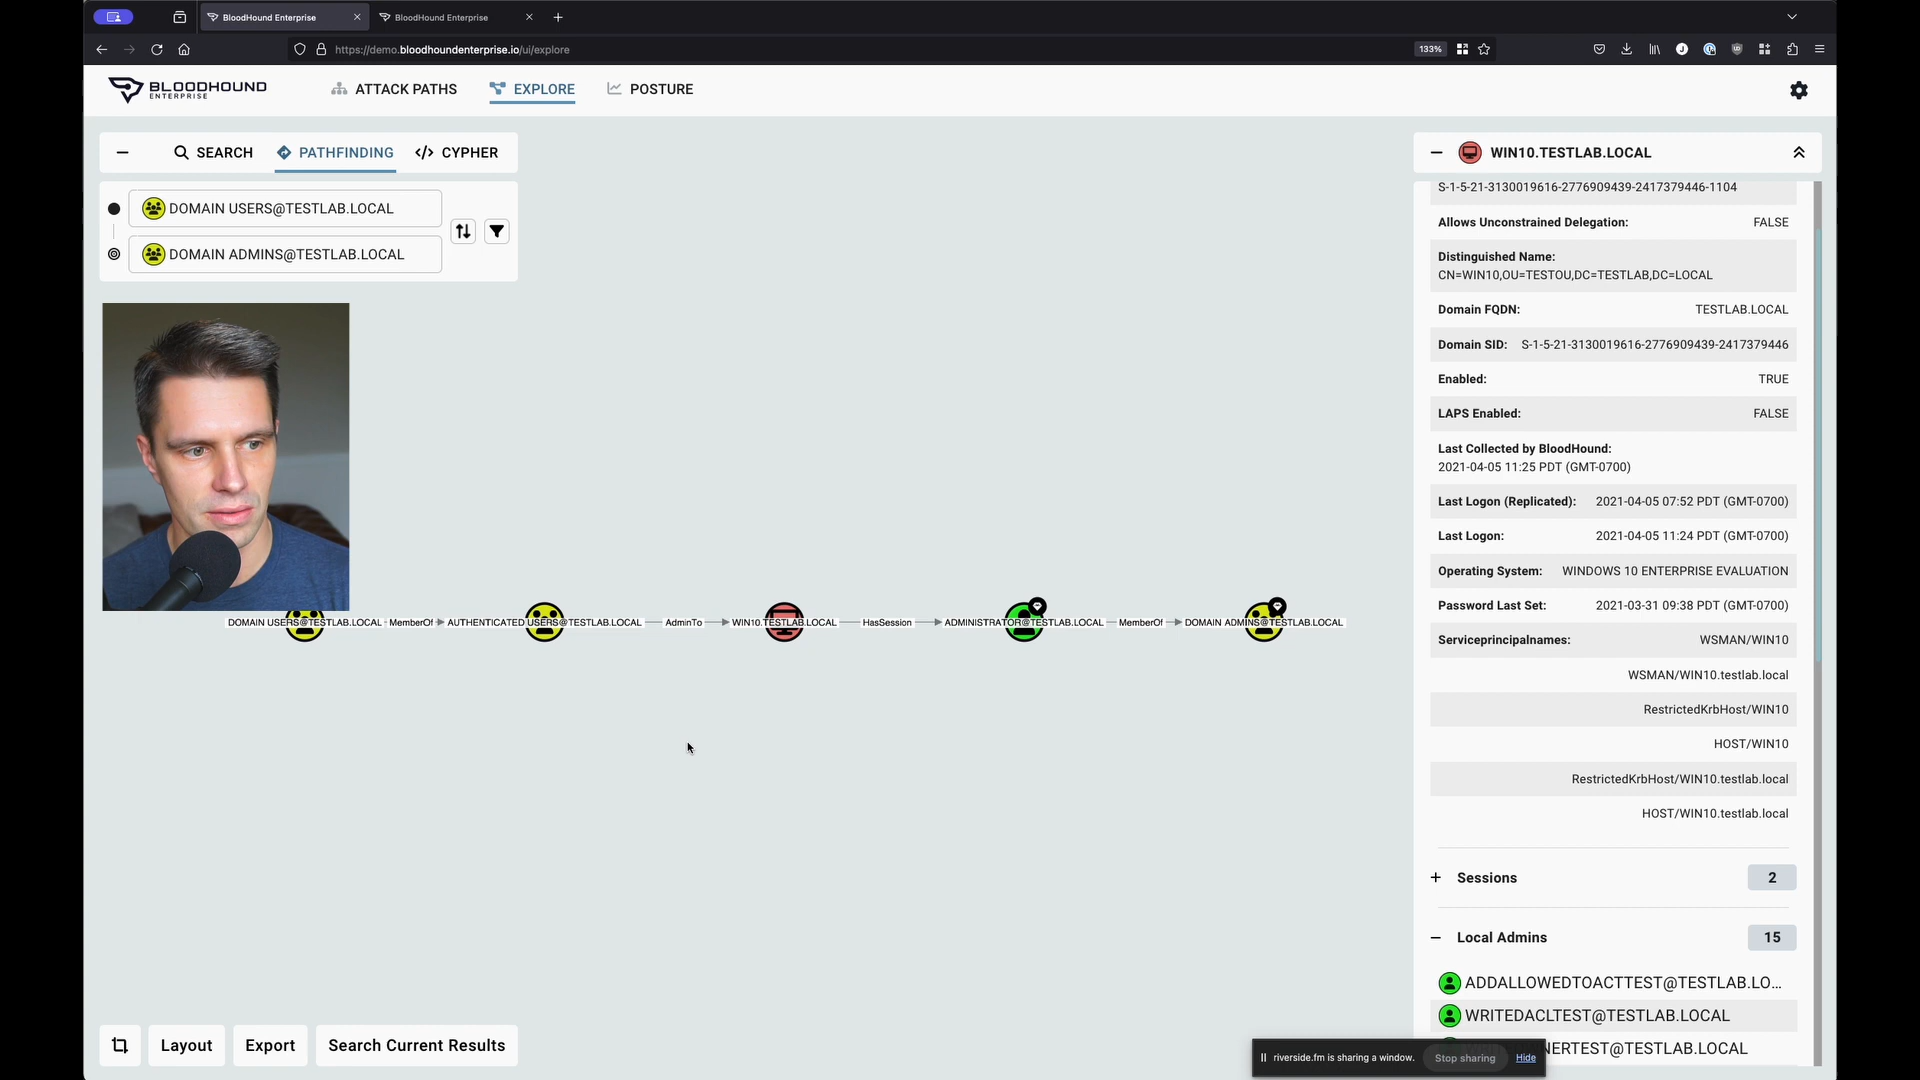 BloodHound Enterprise
BloodHound Enterprise
https://demo.bloodhoundenterprise.io/ui/explore
133%
BLOODHOUND
ENTERPRISE
ATTACK PATHS
EXPLORE
POSTURE
SEARCH
PATHFINDING
CYPHER
DOMAIN USERS@TESTLAB.LOCAL
DOMAIN ADMINS@TESTLAB.LOCAL
DOMAIN USERS@TESTLAB.LOCAL MemberOf AUTHENTICATED USERS@TESTLAB.LOCAL AdminTo WIN10.TESTLAB.LOCAL HasSession ADMINISTRATOR@TESTLAB.LOCAL MemberOf DOMAIN ADMINS@TESTLAB.LOCAL
WIN10.TESTLAB.LOCAL
S-1-5-21-3130019616-2776909439-2417379446-1104
Allows Unconstrained Delegation: FALSE
Distinguished Name:
CN=WIN10,OU=TESTOU,DC=TESTLAB,DC=LOCAL
Domain FQDN: TESTLAB.LOCAL
Domain SID: S-1-5-21-3130019616-2776909439-2417379446
Enabled: TRUE
LAPS Enabled: FALSE
Last Collected by BloodHound:
2021-04-05 11:25 PDT (GMT-0700)
Last Logon (Replicated): 2021-04-05 07:52 PDT (GMT-0700)
Last Logon: 2021-04-05 11:24 PDT (GMT-0700)
Operating System: WINDOWS 10 ENTERPRISE EVALUATION
Password Last Set: 2021-03-31 09:38 PDT (GMT-0700)
Serviceprincipalnames: WSMAN/WIN10
WSMAN/WIN10.testlab.local
RestrictedKrbHost/WIN10
HOST/WIN10
RestrictedKrbHost/WIN10.testlab.local
HOST/WIN10.testlab.local
Sessions 2
Local Admins 15
ADDALLOWEDTOACTTEST@TESTLAB.LO...
WRITEDACLTEST@TESTLAB.LOCAL
NERTEST@TESTLAB.LOCAL
Layout
Export
Search Current Results
riverside.fm is sharing a window. Stop sharing Hide